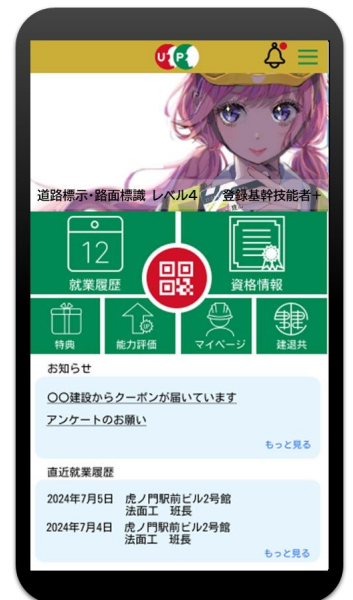 U P
道路標示・路面標識 レベル4 登録基幹技能者+
12
就業履歴
資格情報
特典
能力評価
マイページ
建退共
お知らせ
〇〇建設からクーポンが届いています
アンケートのお願い
もっと見る
直近就業履歴
2024年7月5日 虎ノ門駅前ビル2号館
法面工 班長
2024年7月4日 虎ノ門駅前ビル2号館
法面工 班長
もっと見る